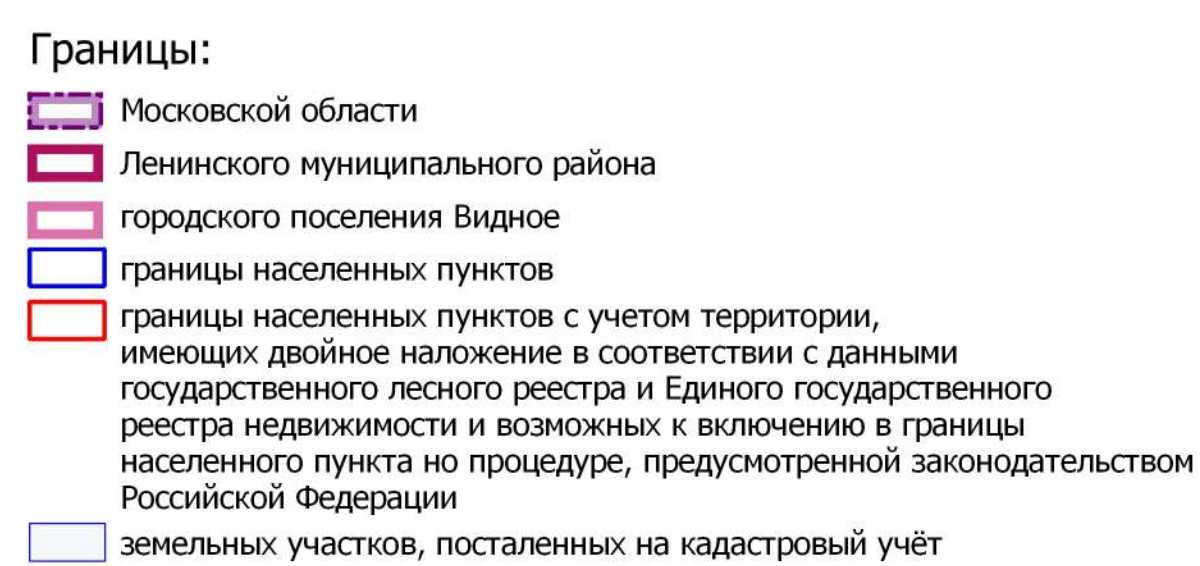 Границы:
Московской области
Ленинского муниципального района
городского поселения Видное
границы населенных пунктов
границы населенных пунктов с учетом территории,
имеющих двойное наложение в соответствии с данными
государственного лесного реестра и Единого государственного
реестра недвижимости и возможных к включению в границы
населенного пункта но процедуре, предусмотренной законодательством
Российской Федерации
земельных участков, посталенных на кадастровый учёт